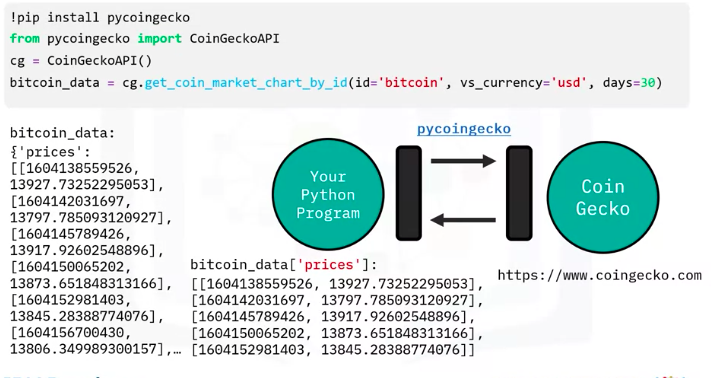 !pip install pycoingecko
from pycoingecko import CoinGeckoAPI
cg = CoinGeckoAPI()
bitcoin_data = cg.get_coin_market_chart_by_id(id='bitcoin', vs_currency='usd', days=30)
bitcoin_data:
{'prices':
[[1604138559526,
13927.73252295053],
[1604142031697,
13797.785093120927],
[1604145789426,
13917.92602548896],
[1604150065202,
13873.651848313166],
[1604152981403,
13845.28388774076],
[1604156700430,
13806.349989300157],…
pycoingecko
Your
Python
Program
Coin
Gecko
https://www.coingecko.com
bitcoin_data['prices']:
[[1604138559526, 13927.73252295053],
[1604142031697, 13797.785093120927],
[1604145789426, 13917.92602548896],
[1604150065202, 13873.651848313166],
[1604152981403, 13845.28388774076]]